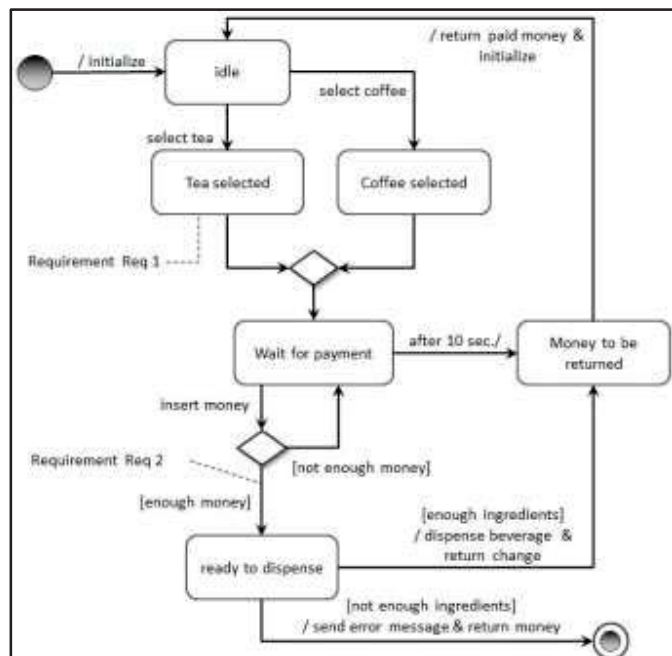 / return paid money &
initialize
/ initialize
idle
select coffee
select tea
Tea selected
Coffee selected
Requirement Req 1
Wait for payment
after 10 sec./
Money to be
returned
insert money
Requirement Req 2
[not enough money]
[enough money]
[enough ingredients]
/ dispense beverage &
return change
ready to dispense
[not enough ingredients]
/ send error message & return money